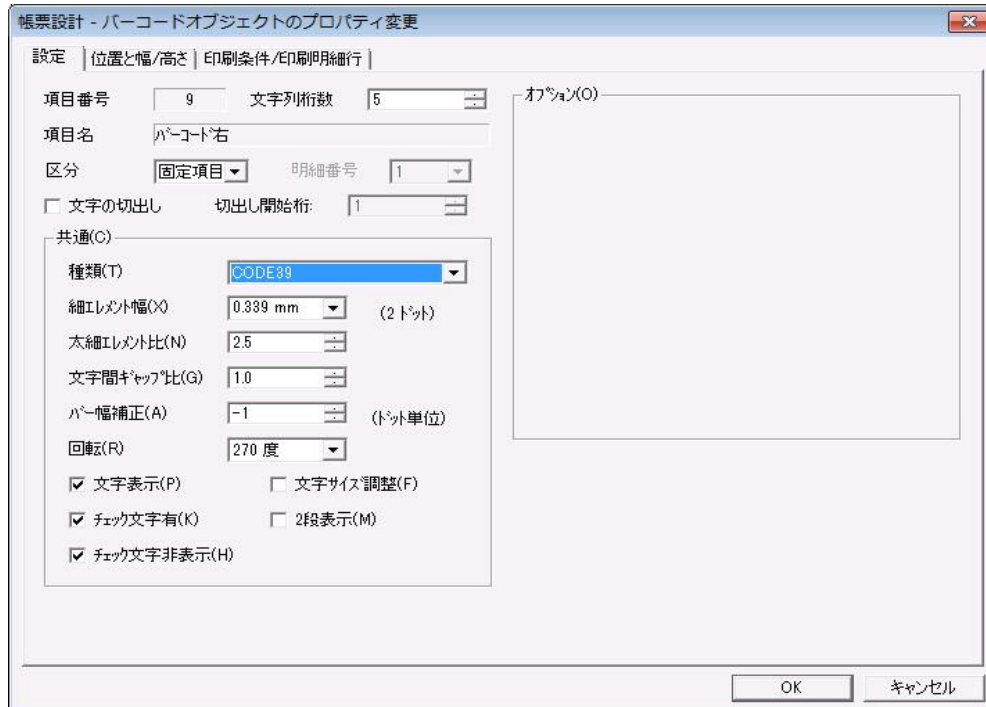 帳票設計 - バーコードオブジェクトのプロパティ変更
設定 位置と幅/高さ 印刷条件/印刷明細行
項目番号 9 文字列桁数 5
オプション(O)
項目名 バーコード右
区分 固定項目 明細番号 1
文字の切出し 切出し開始桁: 1
共通(C)
種類(T) CODE39
細エレメント幅(X) 0.339 mm (2 ドット)
太細エレメント比(N) 2.5
文字間ギャップ比(G) 1.0
バー幅補正(A) -1 (ドット単位)
回転(R) 270 度
文字表示(P) 文字サイズ調整(F)
チェック文字有(K) 2段表示(M)
チェック文字非表示(H)
OK キャンセル